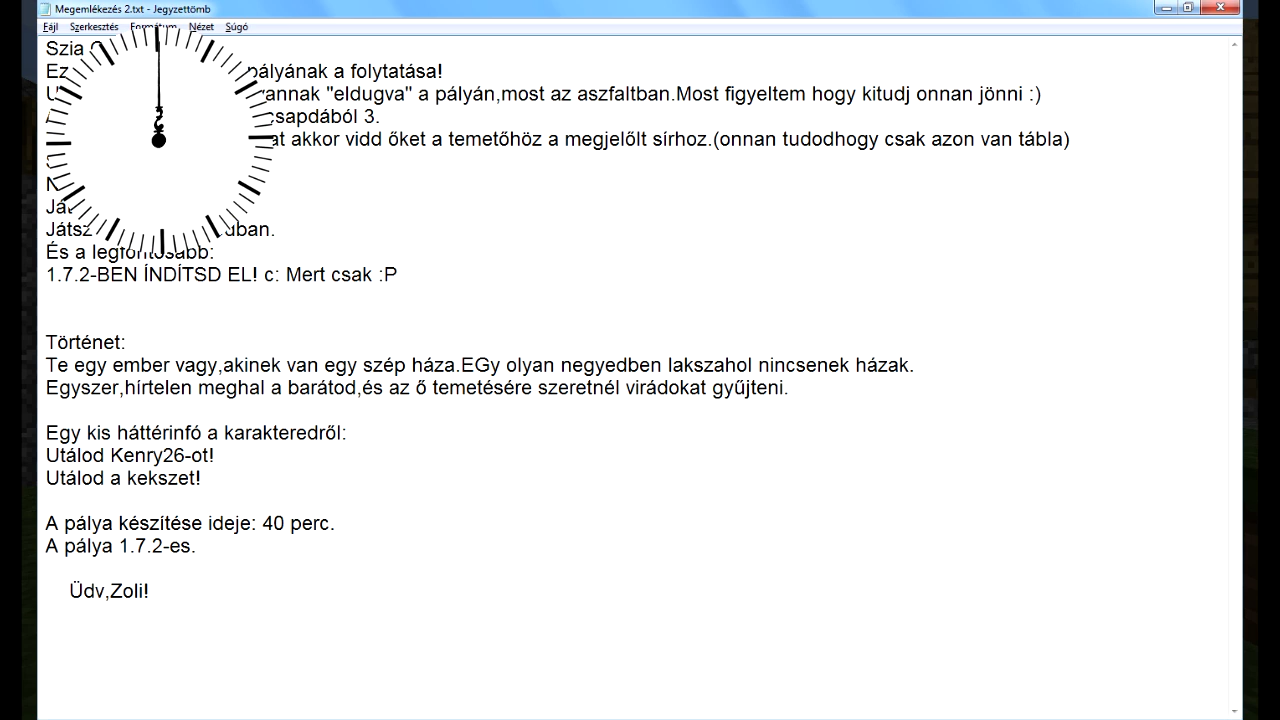 Megemlékezés 2.txt - Jegyzettömb
Fájl Szerkesztés Formátum Nézet Súgó
Szia
Ez pályának a folytatása!
vannak "eldugva" a pályán,most az aszfaltban.Most figyeltem hogy kitudj onnan jönni :)
csapdából 3.
akkor vidd őket a temetőhöz a megjelőlt sírhoz.(onnan tudodhogy csak azon van tábla)
És a legfontosabb:
1.7.2-BEN ÍNDÍTSD EL! c: Mert csak :P
Történet:
Te egy ember vagy,akinek van egy szép háza.EGy olyan negyedben lakszahol nincsenek házak.
Egyszer,hírtelen meghal a barátod,és az ő temetésére szeretnél virádokat gyűjteni.
Egy kis háttérinfó a karakteredről:
Utálod Kenry26-ot!
Utálod a kekszet!
A pálya készítése ideje: 40 perc.
A pálya 1.7.2-es.
Üdv,Zoli!